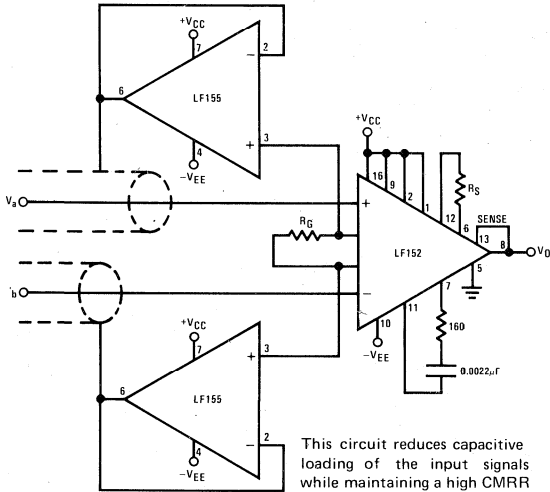 +VCC
7
2
−
6
LF155
3
+
4
−VEE
+VCC
16
9
2
1
RS
12
6
SENSE
13
8
VO
5
Va
+
RG
LF152
b
−
10
−VEE
11
7
160
0.0022μF
+VCC
7
3
+
6
LF155
2
−
4
−VEE
This circuit reduces capacitive
loading of the input signals
while maintaining a high CMRR